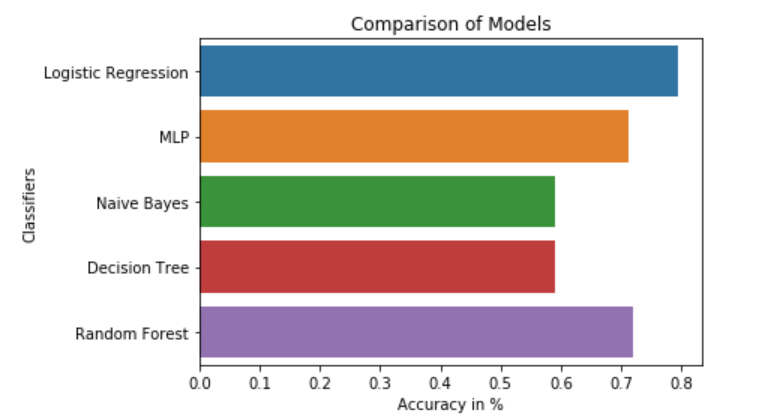 Comparison of Models
Classifiers
Logistic Regression
MLP
Naive Bayes
Decision Tree
Random Forest
0.0 0.1 0.2 0.3 0.4 0.5 0.6 0.7 0.8
Accuracy in %